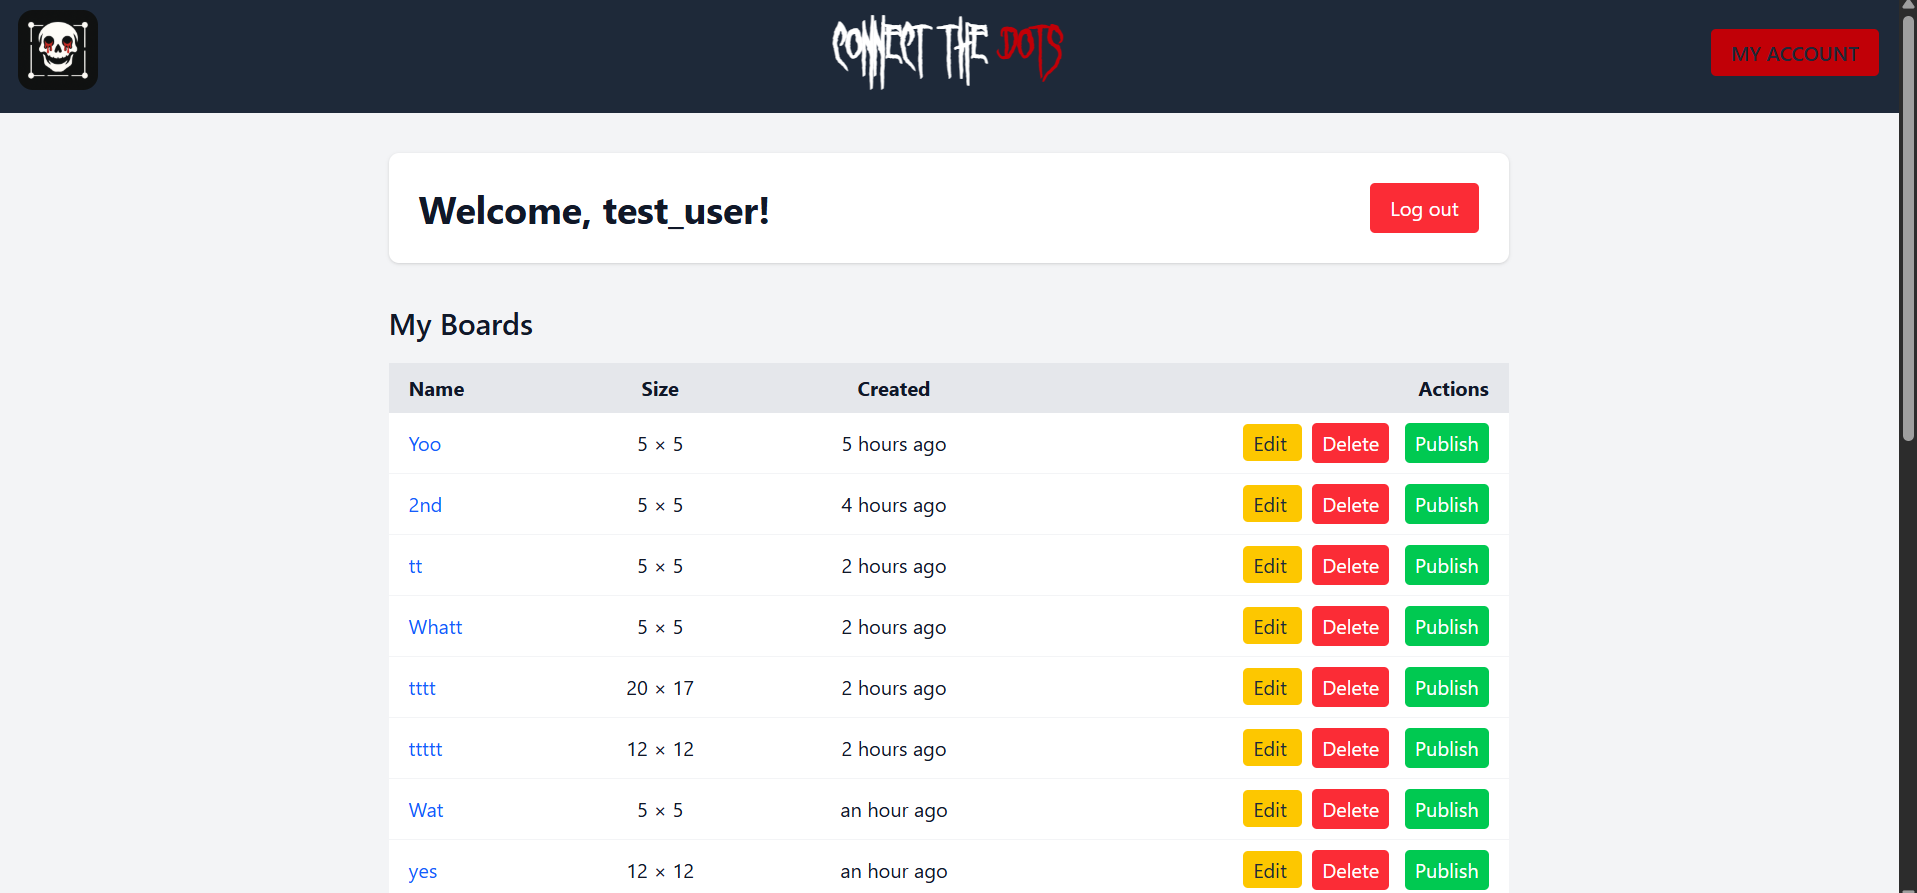 CONNECT THE DOTS
MY ACCOUNT
Welcome, test_user!
Log out
My Boards
Name Size Created Actions
Yoo 5 × 5 5 hours ago Edit Delete Publish
2nd 5 × 5 4 hours ago Edit Delete Publish
tt 5 × 5 2 hours ago Edit Delete Publish
Whatt 5 × 5 2 hours ago Edit Delete Publish
tttt 20 × 17 2 hours ago Edit Delete Publish
ttttt 12 × 12 2 hours ago Edit Delete Publish
Wat 5 × 5 an hour ago Edit Delete Publish
yes 12 × 12 an hour ago Edit Delete Publish